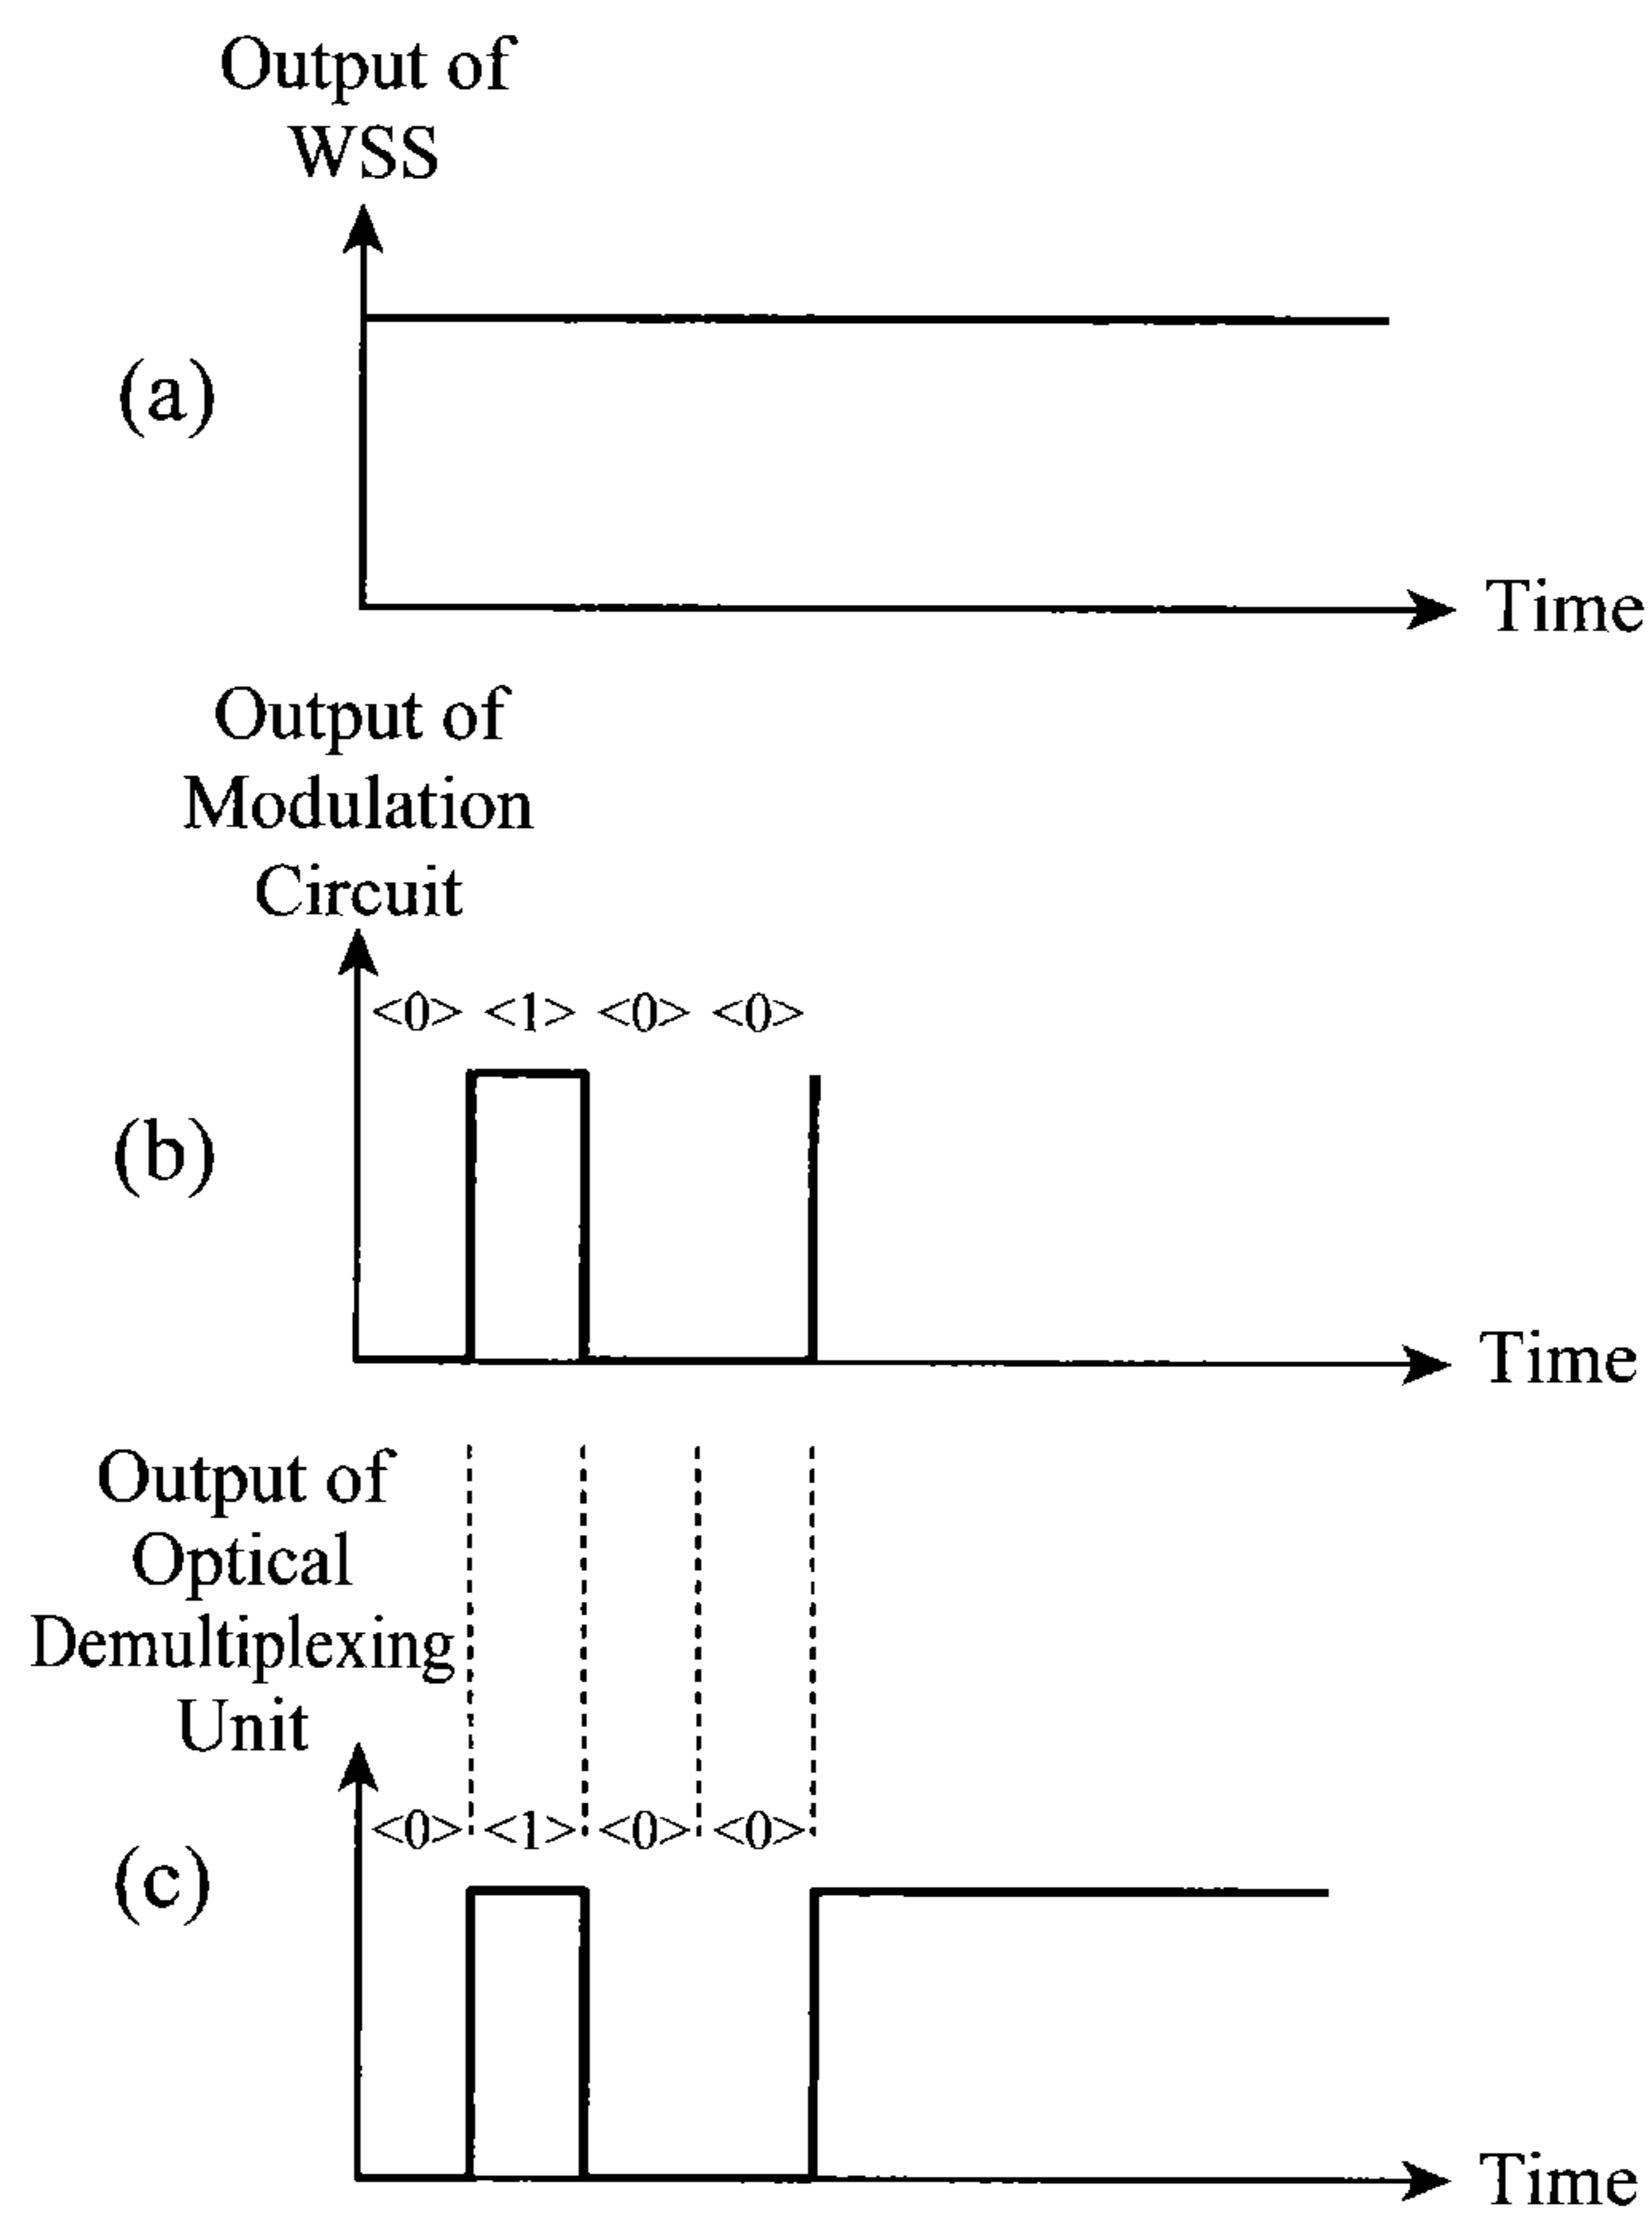 Output of
WSS
(a)
Time
Output of
Modulation
Circuit
<0> <1> <0> <0>
(b)
Time
Output of
Optical
Demultiplexing
Unit
<0> <1> <0> <0>
(c)
Time